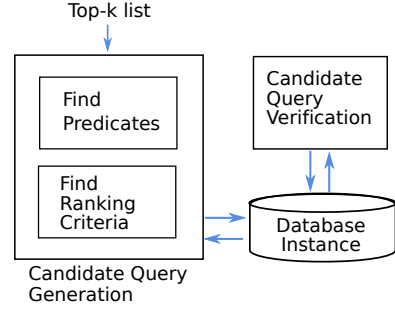 Top-k list
Find
Predicates
Find
Ranking
Criteria
Candidate Query
Generation
Candidate
Query
Verification
Database
Instance